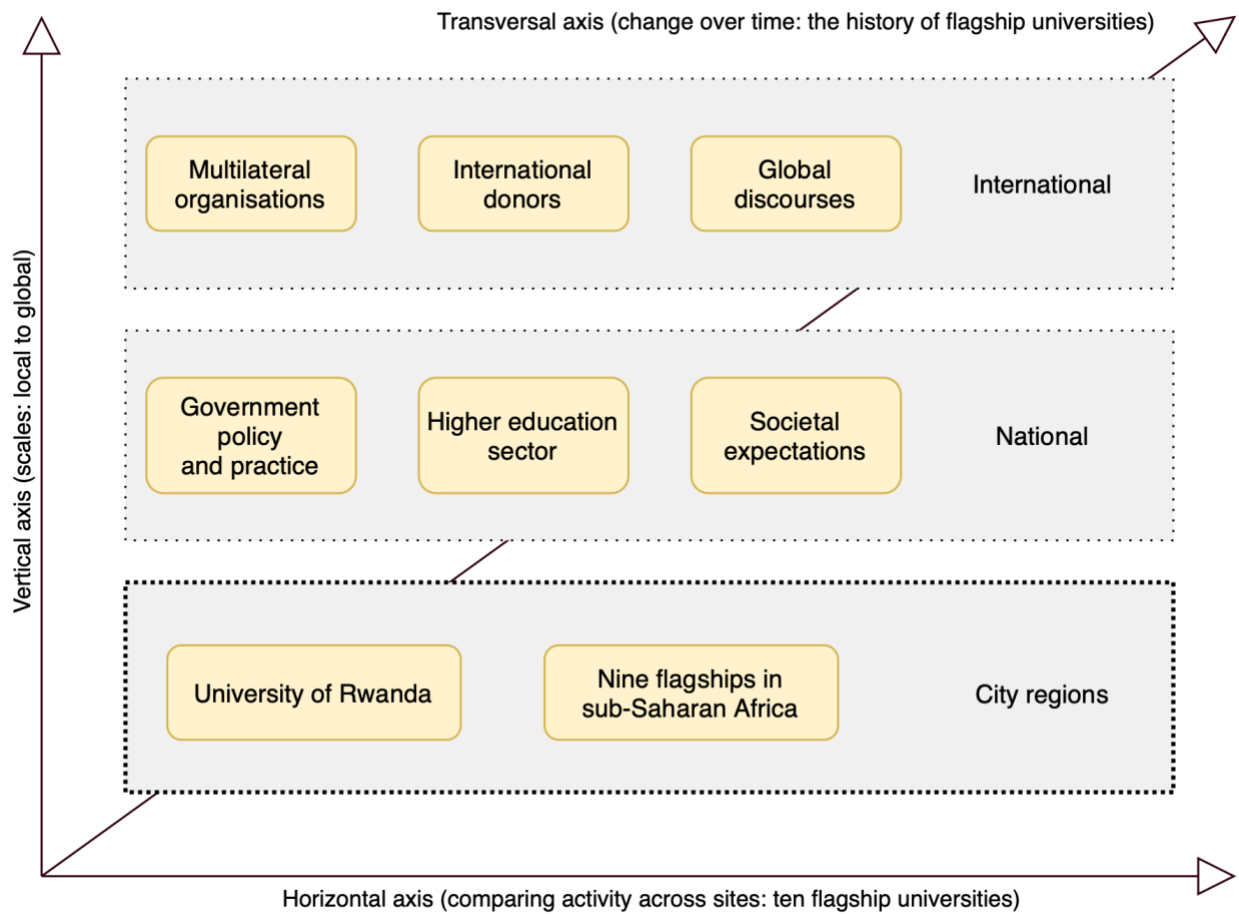 Transversal axis (change over time: the history of flagship universities)
Multilateral
organisations
International
donors
Global
discourses
International
Vertical axis (scales: local to global)
Government
policy
and practice
Higher education
sector
Societal
expectations
National
University of Rwanda
Nine flagships in
sub-Saharan Africa
City regions
Horizontal axis (comparing activity across sites: ten flagship universities)